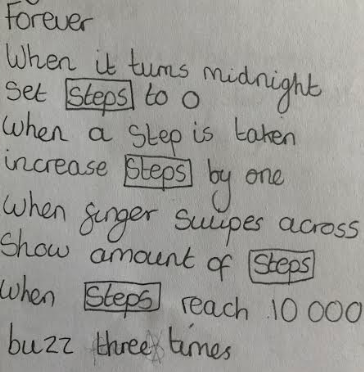 Forever
When it turns midnight
Set Steps to 0
When a Step is taken
increase Steps by one
When finger swipes across
Show amount of Steps
When Steps reach 10 000
buzz three times